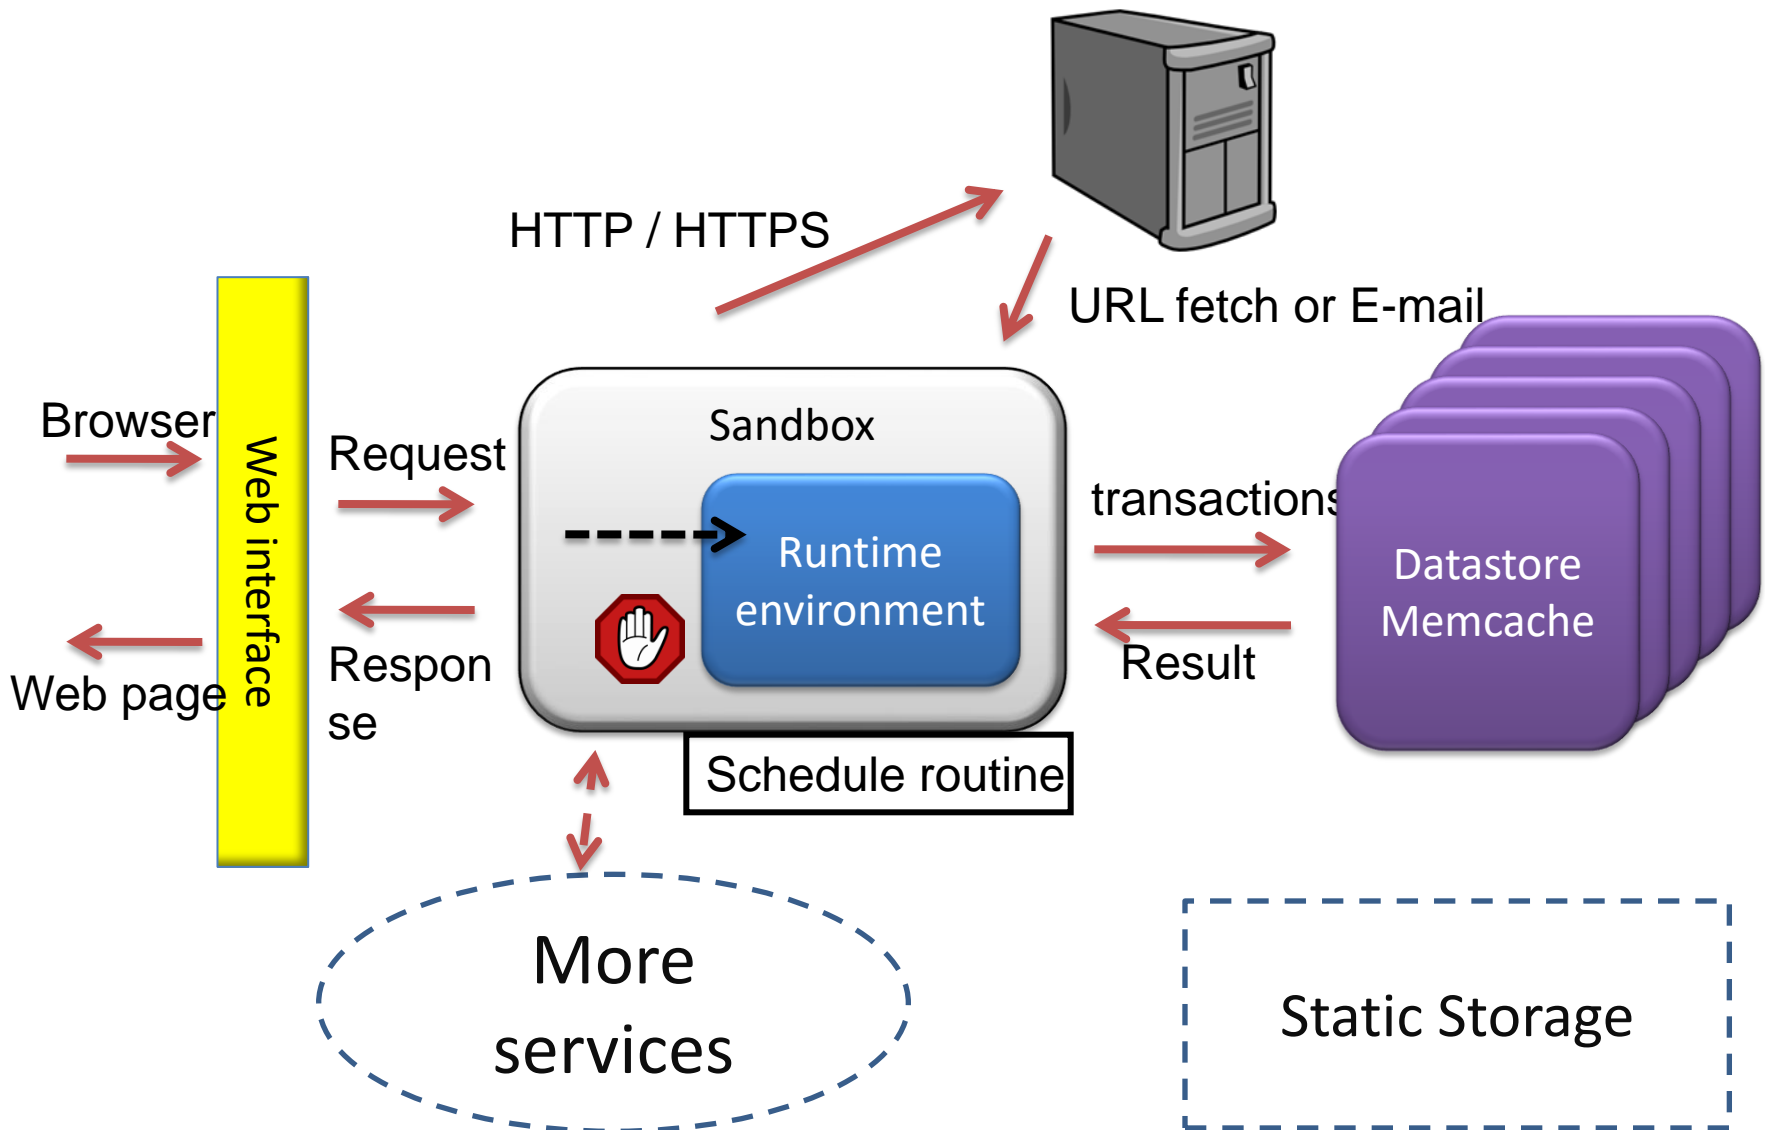 HTTP / HTTPS
URL fetch or E-mail
Browser
Web interface
Request
Sandbox
transactions
Runtime
environment
Datastore
Memcache
Web page
Respon
se
Result
Schedule routine
More
services
Static Storage